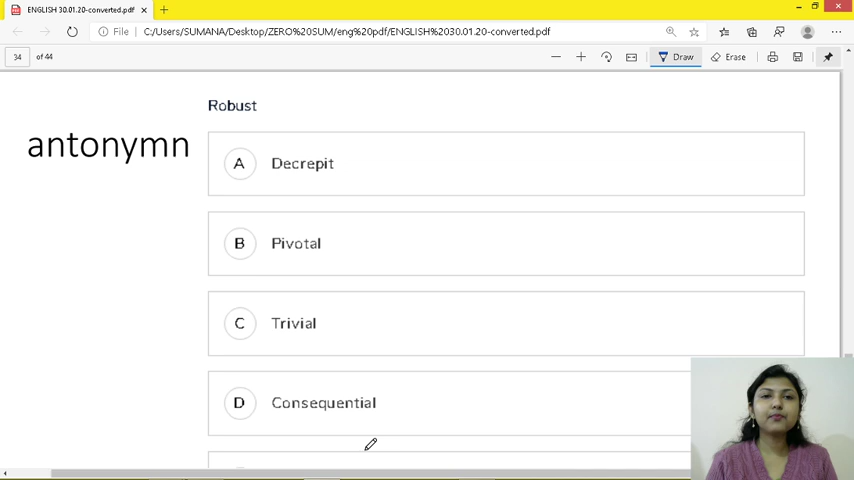 ENGLISH 30.01.20-converted.pdf
File
C:/Users/SUMANA/Desktop/ZERO%20SUM/eng%20pdf/ENGLISH%2030.01.20-converted.pdf
34 of 44
Draw
Erase
Robust
antonymn
A Decrepit
B Pivotal
C Trivial
D Consequential